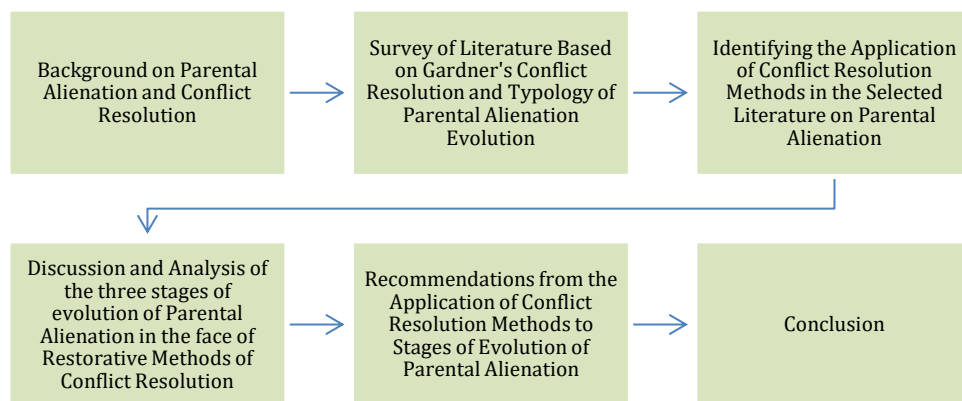 Background on Parental
Alienation and Conflict
Resolution
Survey of Literature Based
on Gardner's Conflict
Resolution and Typology of
Parental Alienation
Evolution
Identifying the Application
of Conflict Resolution
Methods in the Selected
Literature on Parental
Alienation
Discussion and Analysis of
the three stages of
evolution of Parental
Alienation in the face of
Restorative Methods of
Conflict Resolution
Recommendations from the
Application of Conflict
Resolution Methods to
Stages of Evolution of
Parental Alienation
Conclusion